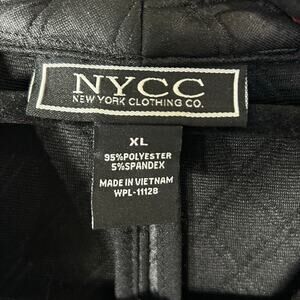 NYCC
NEW YORK CLOTHING CO.
XL
95%POLYESTER
5%SPANDEX
MADE IN VIETNAM
WPL-11128